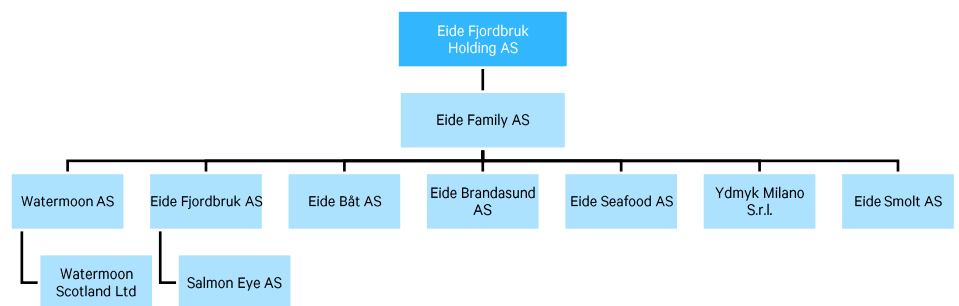 Eide Fjordbruk
Holding AS
Eide Family AS
Watermoon AS
Eide Fjordbruk AS
Eide Båt AS
Eide Brandasund
AS
Eide Seafood AS
Ydmyk Milano
S.r.l.
Eide Smolt AS
Watermoon
Scotland Ltd
Salmon Eye AS